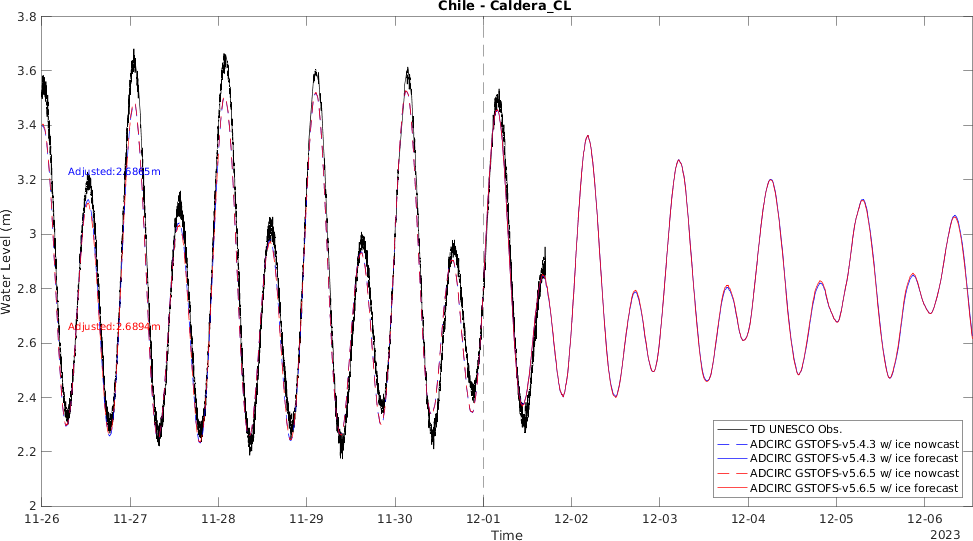 Chile - Caldera_CL
3.8
3.6
3.4
3.2
3
2.8
2.6
2.4
2.2
2
Water Level (m)
Adjusted:2.6865m
Adjusted:2.6894m
TD UNESCO Obs.
ADCIRC GSTOFS-v5.4.3 w/ ice nowcast
ADCIRC GSTOFS-v5.4.3 w/ ice forecast
ADCIRC GSTOFS-v5.6.5 w/ ice nowcast
ADCIRC GSTOFS-v5.6.5 w/ ice forecast
11-26 11-27 11-28 11-29 11-30 12-01 12-02 12-03 12-04 12-05 12-06
Time
2023